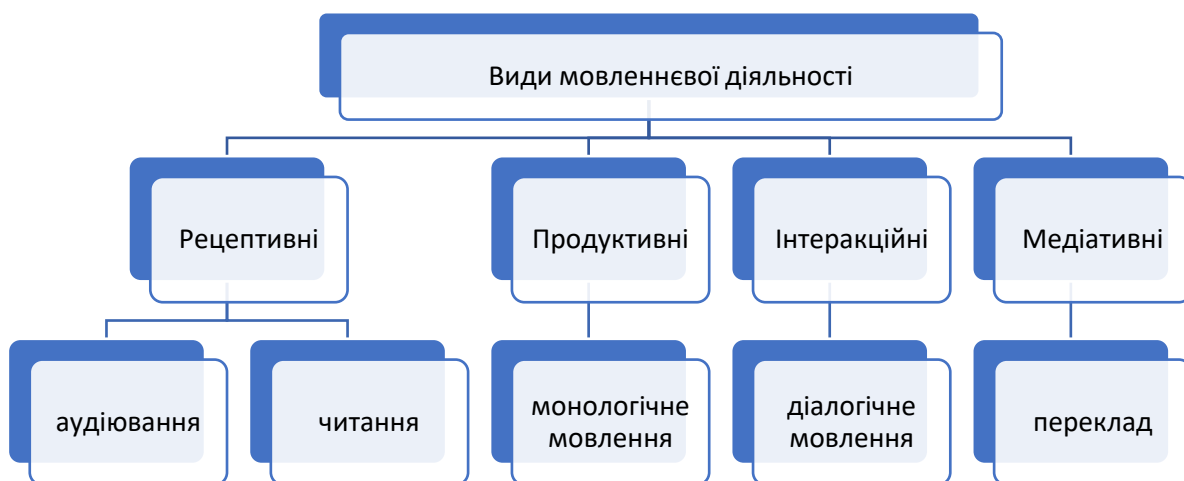 Види мовленнєвої діяльності
Рецептивні
Продуктивні
Інтеракційні
Медіативні
аудіювання
читання
монологічне
мовлення
діалогічне
мовлення
переклад